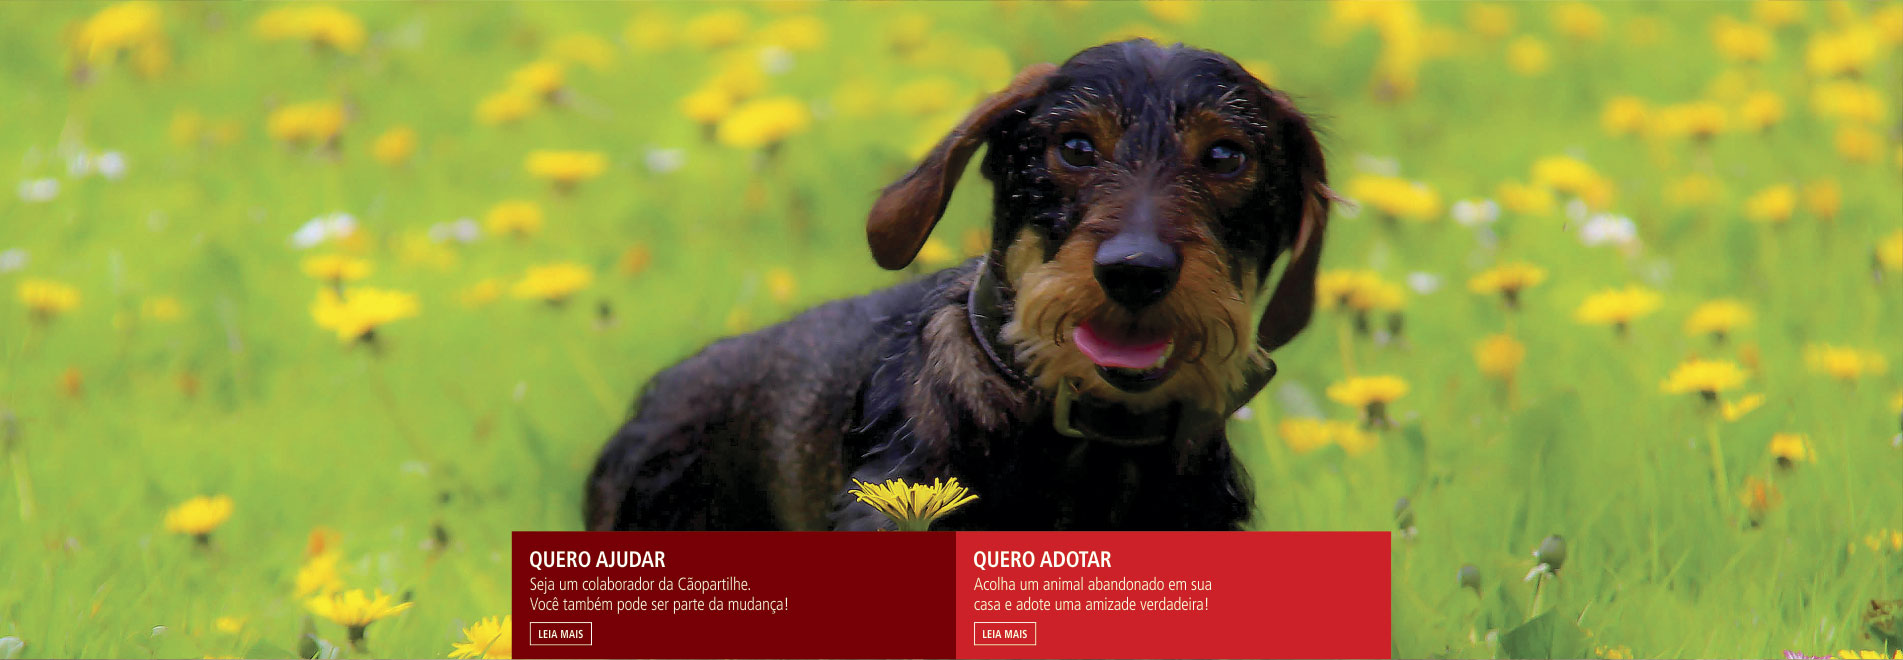 QUERO AJUDAR
Seja um colaborador da Cãopartilhe.
Você também pode ser parte da mudança!
LEIA MAIS
QUERO ADOTAR
Acolha um animal abandonado em sua
casa e adote uma amizade verdadeira!
LEIA MAIS